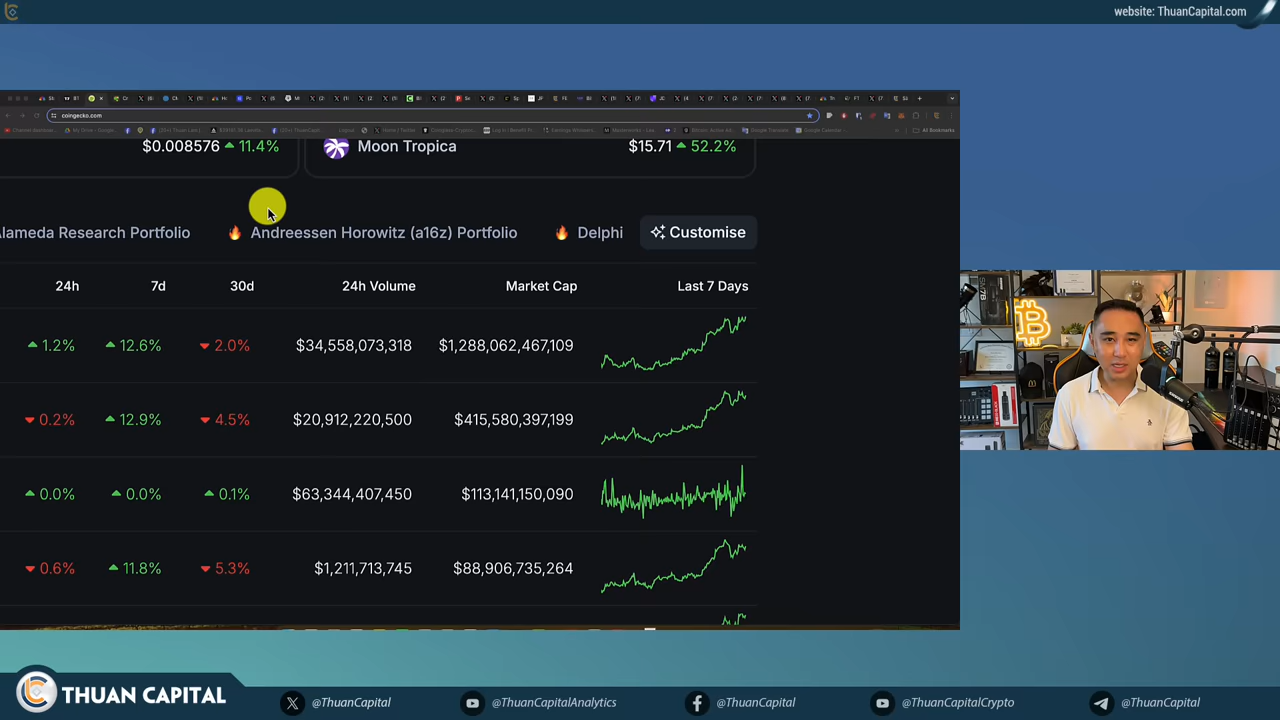 website: ThuanCapital.com
coingecko.com
$0.008576 11.4%
Moon Tropica $15.71 52.2%
lameda Research Portfolio Andreessen Horowitz (a16z) Portfolio Delphi Customise
24h 7d 30d 24h Volume Market Cap Last 7 Days
1.2% 12.6% 2.0% $34,558,073,318 $1,288,062,467,109
0.2% 12.9% 4.5% $20,912,220,500 $415,580,397,199
0.0% 0.0% 0.1% $63,344,407,450 $113,141,150,090
0.6% 11.8% 5.3% $1,211,713,745 $88,906,735,264
THUAN CAPITAL @ThuanCapital @ThuanCapitalAnalytics @ThuanCapital @ThuanCapitalCrypto @ThuanCapital